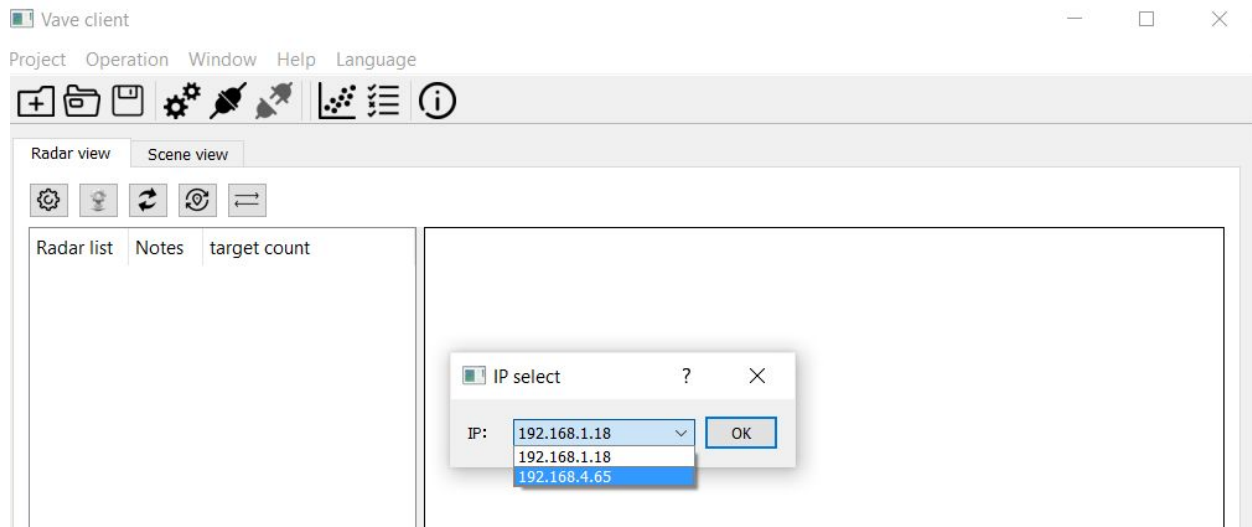 Vave client
Project Operation Window Help Language
Radar view Scene view
Radar list Notes target count
IP select ?
IP: 192.168.1.18 OK
192.168.1.18
192.168.4.65